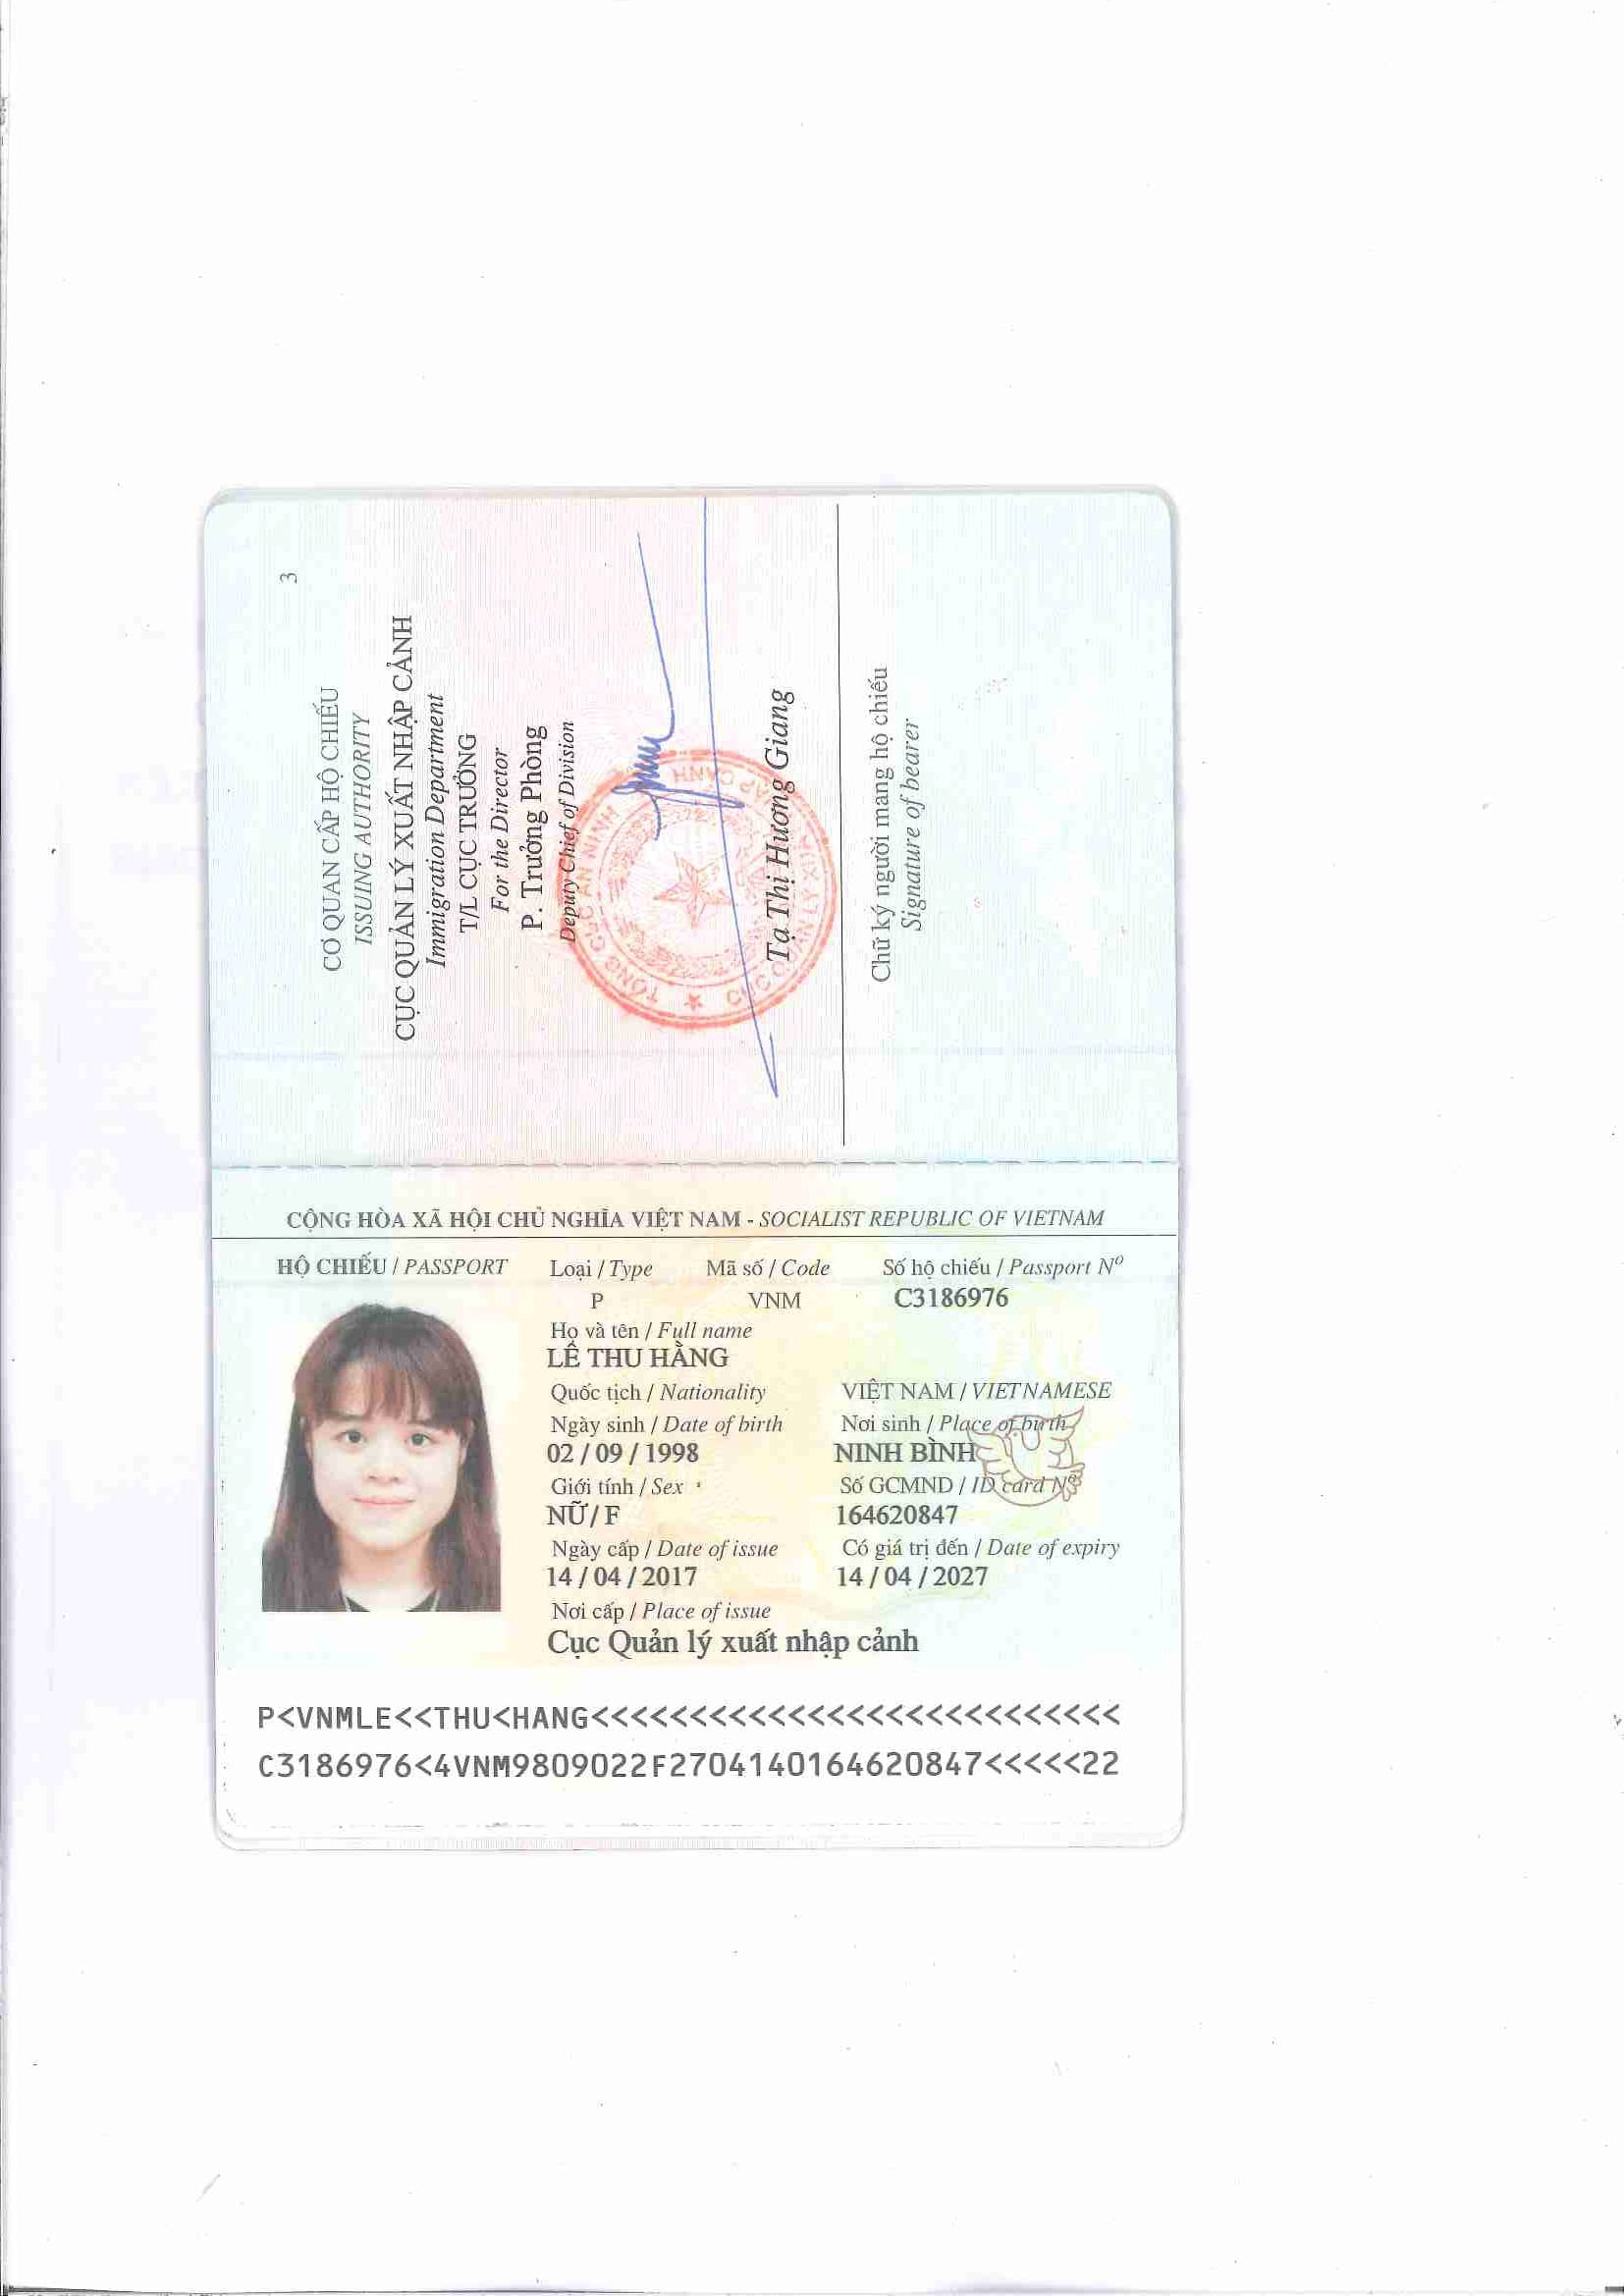 3
CƠ QUAN CẤP HỘ CHIẾU
ISSUING AUTHORITY
CỤC QUẢN LÝ XUẤT NHẬP CẢNH
Immigration Department
T/L CỤC TRƯỞNG
For the Director
P. Trưởng Phòng
Deputy Chief of Division
Tạ Thị Hương Giang
Chữ ký người mang hộ chiếu
Signature of bearer
CỘNG HÒA XÃ HỘI CHỦ NGHĨA VIỆT NAM - SOCIALIST REPUBLIC OF VIETNAM
HỘ CHIẾU / PASSPORT Loại / Type Mã số / Code Số hộ chiếu / Passport Nº
P VNM C3186976
Họ và tên / Full name
LÊ THU HẰNG
Quốc tịch / Nationality VIỆT NAM / VIETNAMESE
Ngày sinh / Date of birth Nơi sinh / Place of birth
02 / 09 / 1998 NINH BÌNH
Giới tính / Sex Số GCMND / ID card Nº
NỮ / F 164620847
Ngày cấp / Date of issue Có giá trị đến / Date of expiry
14 / 04 / 2017 14 / 04 / 2027
Nơi cấp / Place of issue
Cục Quản lý xuất nhập cảnh
P<VNMLE<<THU<HANG<<<<<<<<<<<<<<<<<<<<<<<<<<<
C3186976<4VNM9809022F2704140164620847<<<<<22